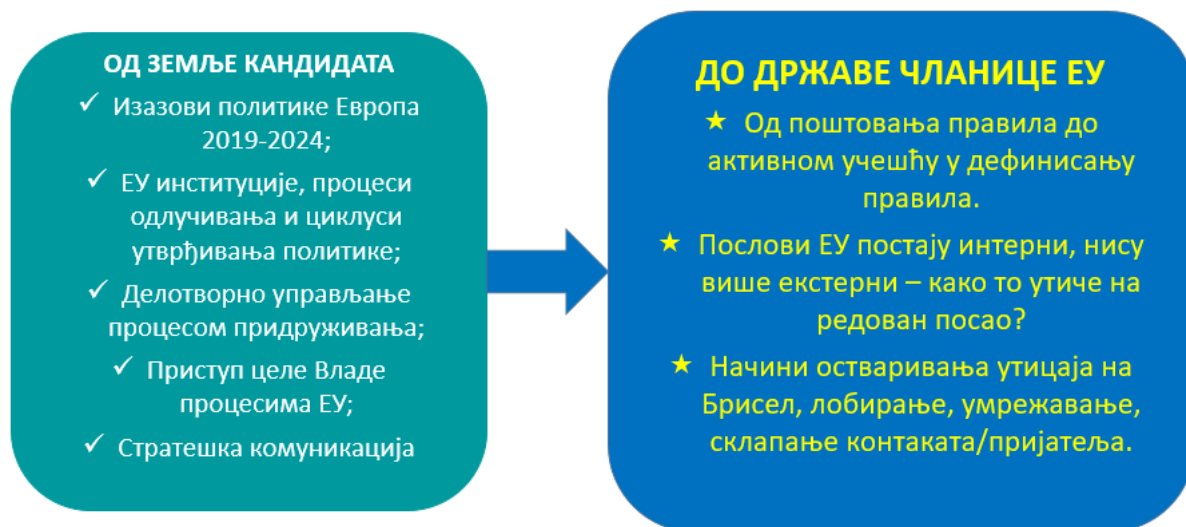 ОД ЗЕМЉЕ КАНДИДАТА
✓ Изазови политике Европа
2019-2024;
✓ ЕУ институције, процеси
одлучивања и циклуси
утврђивања политике;
✓ Делотворно управљање
процесом придруживања;
✓ Приступ целе Владе
процесима ЕУ;
✓ Стратешка комуникација
ДО ДРЖАВЕ ЧЛАНИЦЕ ЕУ
★ Од поштовања правила до
активном учешћу у дефинисању
правила.
★ Послови ЕУ постају интерни, нису
више екстерни – како то утиче на
редован посао?
★ Начини остваривања утицаја на
Брисел, лобирање, умрежавање,
склапање контаката/пријатеља.